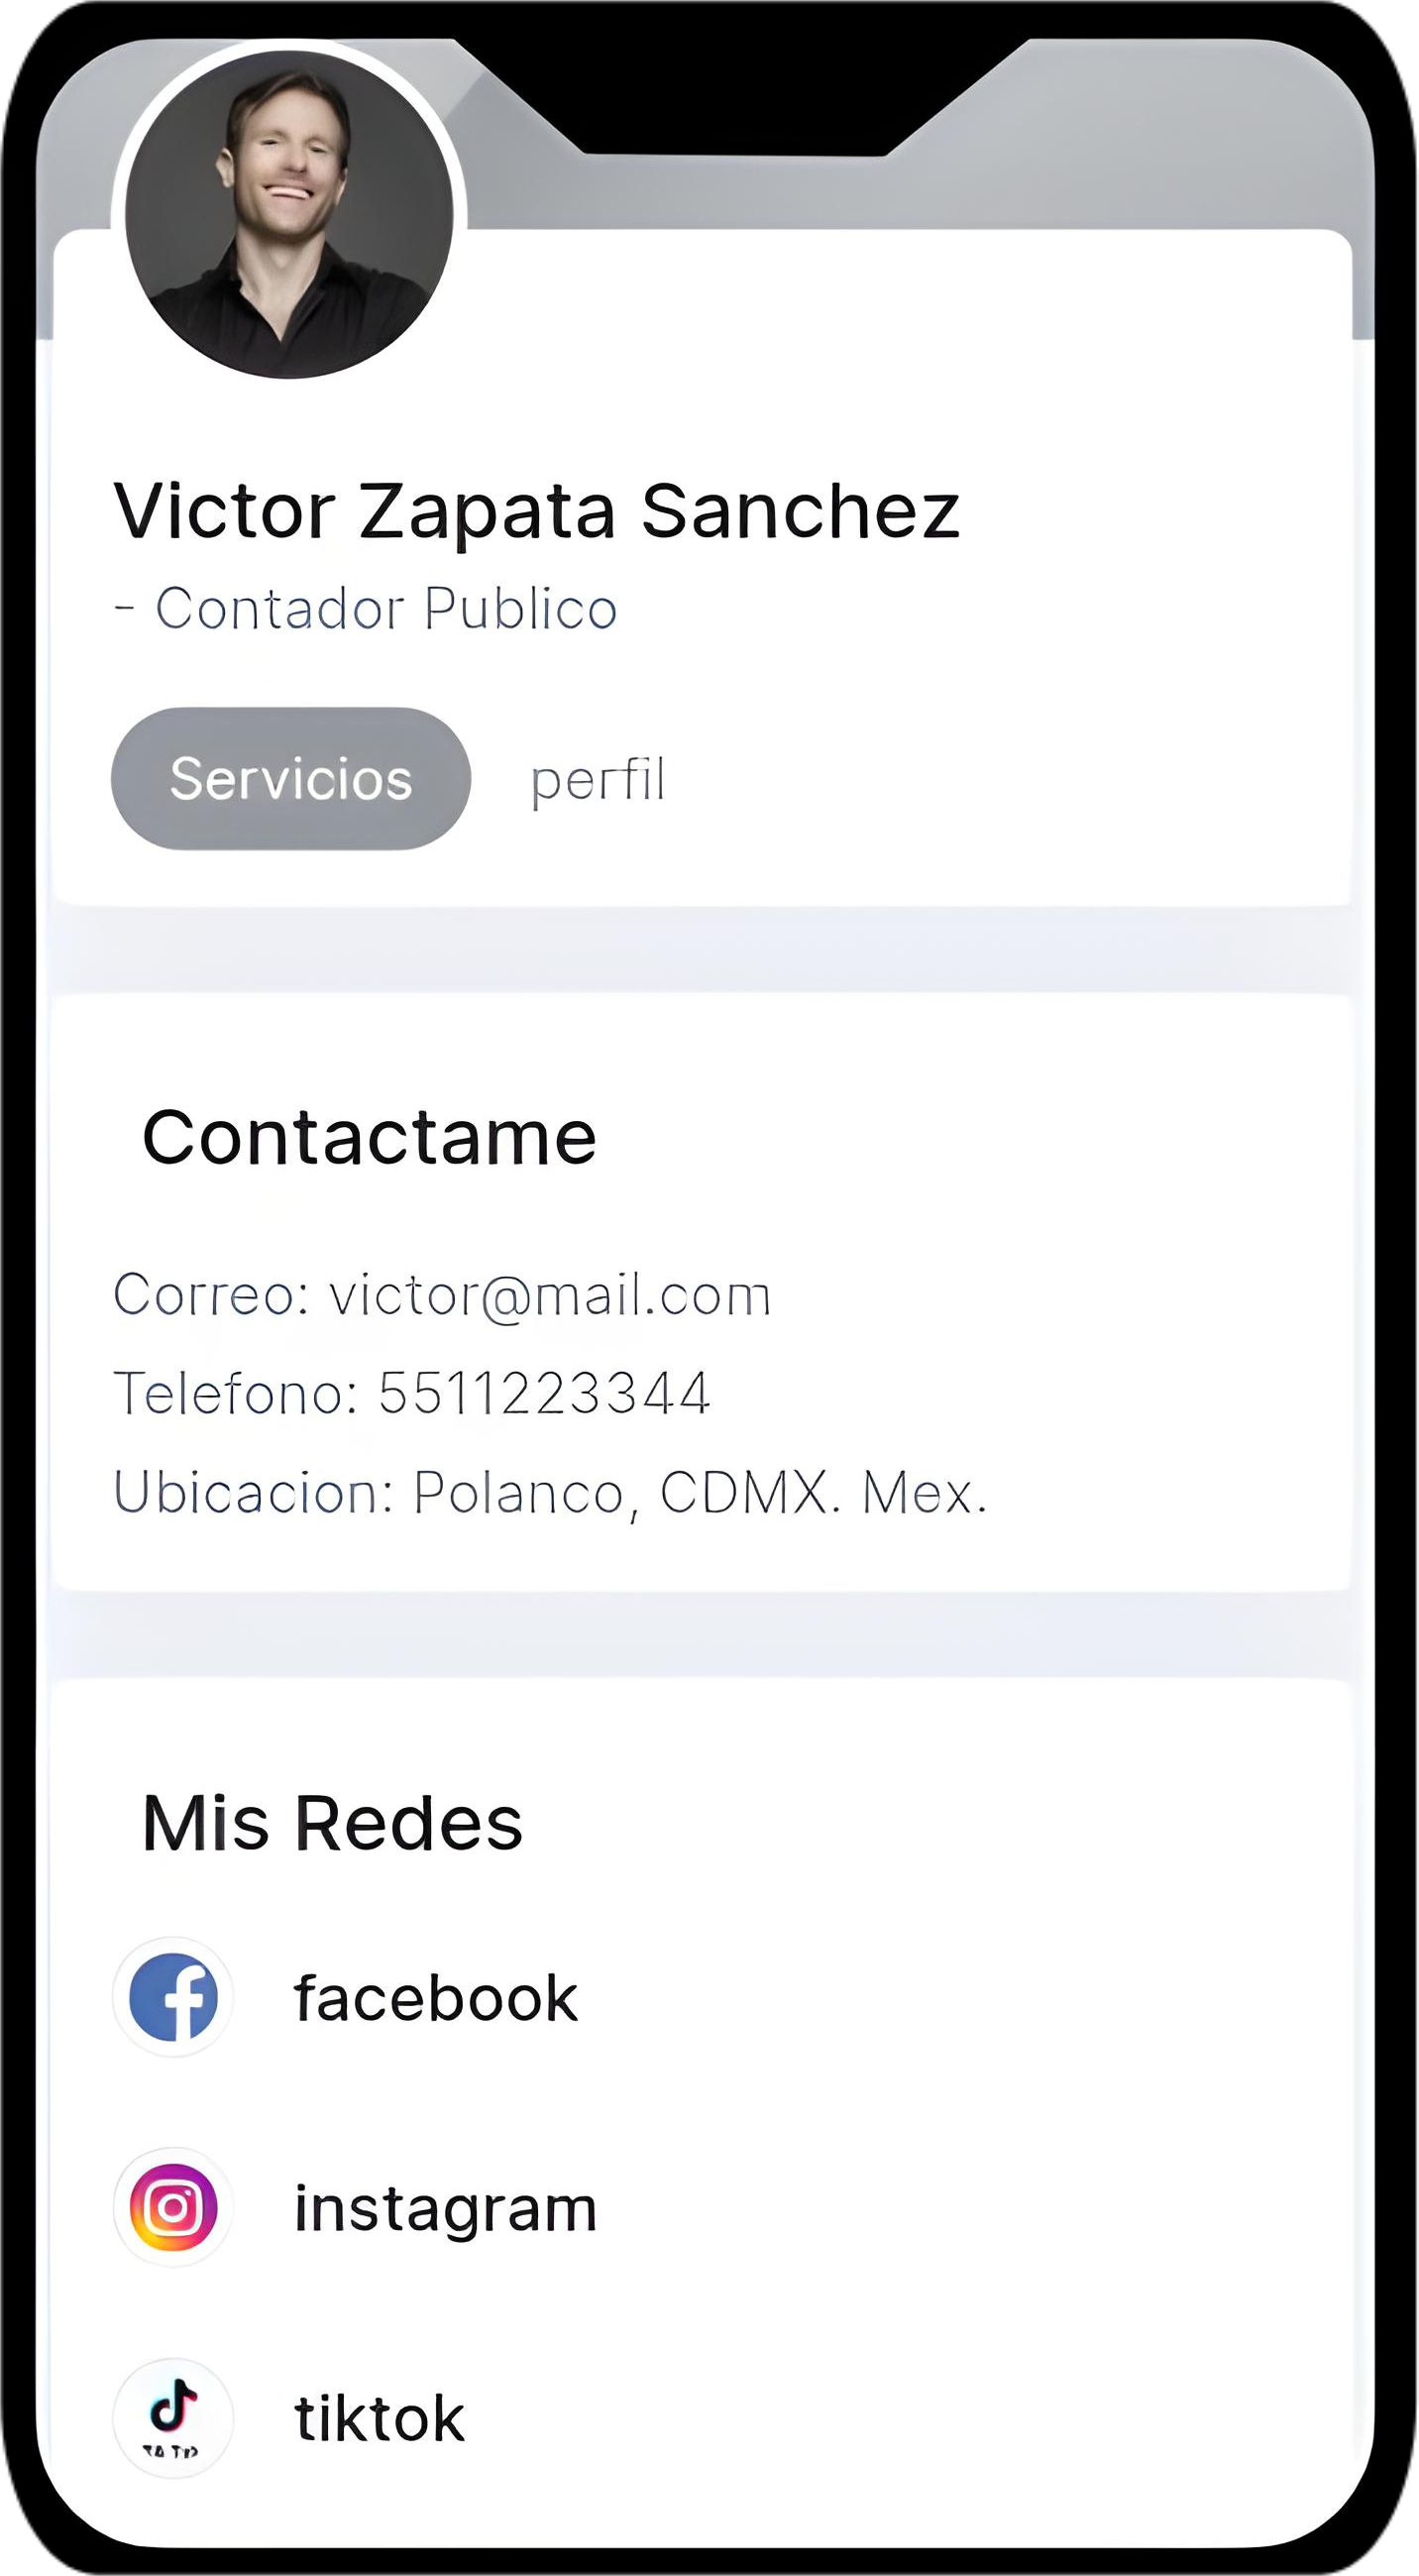 Victor Zapata Sanchez
- Contador Publico
Servicios perfil
Contactame
Correo: victor@mail.com
Telefono: 5511223344
Ubicacion: Polanco, CDMX. Mex.
Mis Redes
facebook
instagram
tiktok